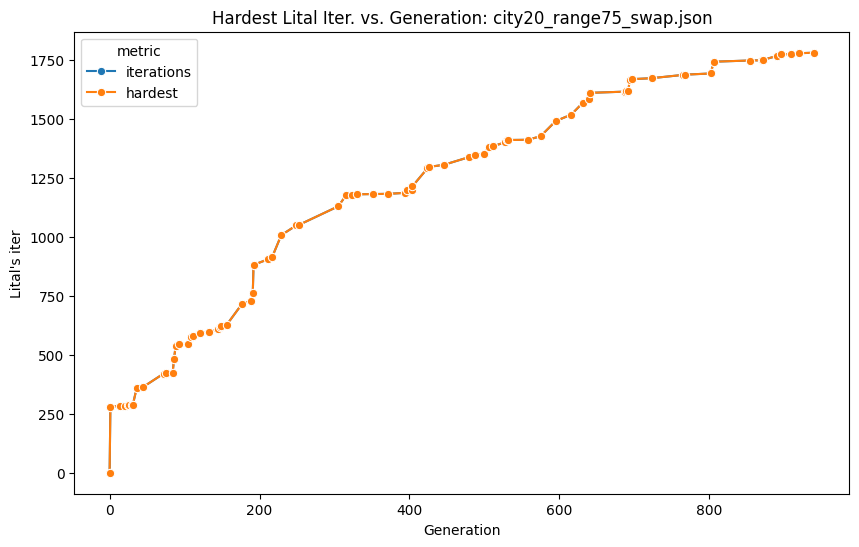 Hardest Lital Iter. vs. Generation: city20_range75_swap.json
metric
iterations
hardest
1750
1500
1250
1000
750
500
250
0
Lital's iter
0 200 400 600 800
Generation